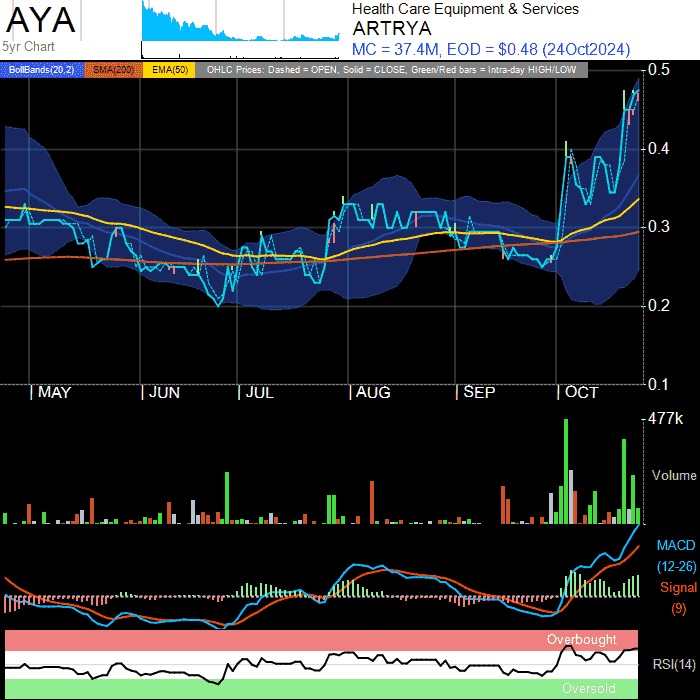 AYA
5yr Chart
Health Care Equipment & Services
ARTRYA
MC = 37.4M, EOD = $0.48 (24Oct2024)
BollBands(20,2) SMA(200) EMA(50) OHLC Prices: Dashed = OPEN, Solid = CLOSE, Green/Red bars = Intra-day HIGH/LOW
0.5
0.4
0.3
0.2
0.1
MAY JUN JUL AUG SEP OCT
477k
Volume
MACD
(12-26)
Signal
(9)
Overbought
RSI(14)
Oversold